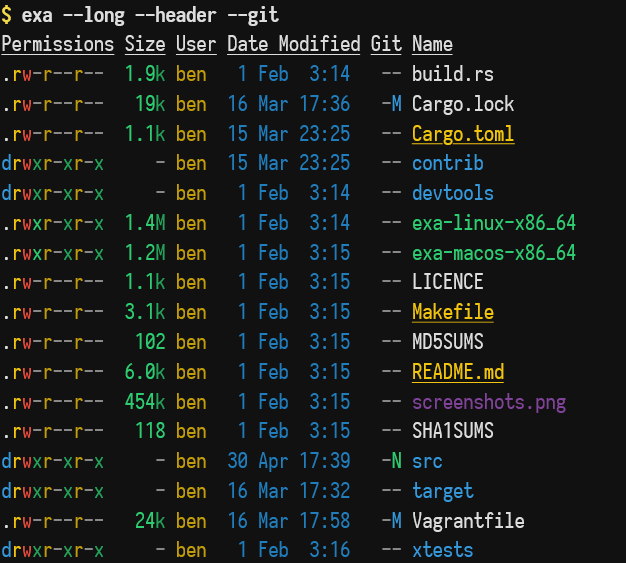 $ exa --long --header --git
Permissions Size User Date Modified Git Name
.rw-r--r-- 1.9k ben 1 Feb 3:14 -- build.rs
.rw-r--r-- 19k ben 16 Mar 17:36 -M Cargo.lock
.rw-r--r-- 1.1k ben 15 Mar 23:25 -- Cargo.toml
drwxr-xr-x - ben 15 Mar 23:25 -- contrib
drwxr-xr-x - ben 1 Feb 3:14 -- devtools
.rwxr-xr-x 1.4M ben 1 Feb 3:14 -- exa-linux-x86_64
.rwxr-xr-x 1.2M ben 1 Feb 3:15 -- exa-macos-x86_64
.rw-r--r-- 1.1k ben 1 Feb 3:15 -- LICENCE
.rw-r--r-- 3.1k ben 1 Feb 3:15 -- Makefile
.rw-r--r-- 102 ben 1 Feb 3:15 -- MD5SUMS
.rw-r--r-- 6.0k ben 1 Feb 3:15 -- README.md
.rw-r--r-- 454k ben 1 Feb 3:15 -- screenshots.png
.rw-r--r-- 118 ben 1 Feb 3:15 -- SHA1SUMS
drwxr-xr-x - ben 30 Apr 17:39 -N src
drwxr-xr-x - ben 16 Mar 17:32 -- target
.rw-r--r-- 24k ben 16 Mar 17:58 -M Vagrantfile
drwxr-xr-x - ben 1 Feb 3:16 -- xtests